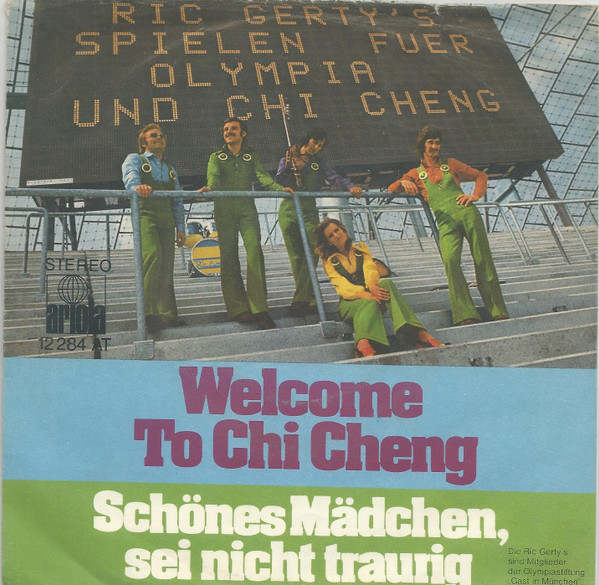 RIC GERTY'S
SPIELEN FUER
OLYMPIA
UND CHI CHENG
STEREO
ariola
12 284 AT
Welcome
To Chi Cheng
Schönes Mädchen,
sei nicht traurig
Die Ric Gerty's
sind Mitglieder
der Olympiastiftung
„Gast in München"